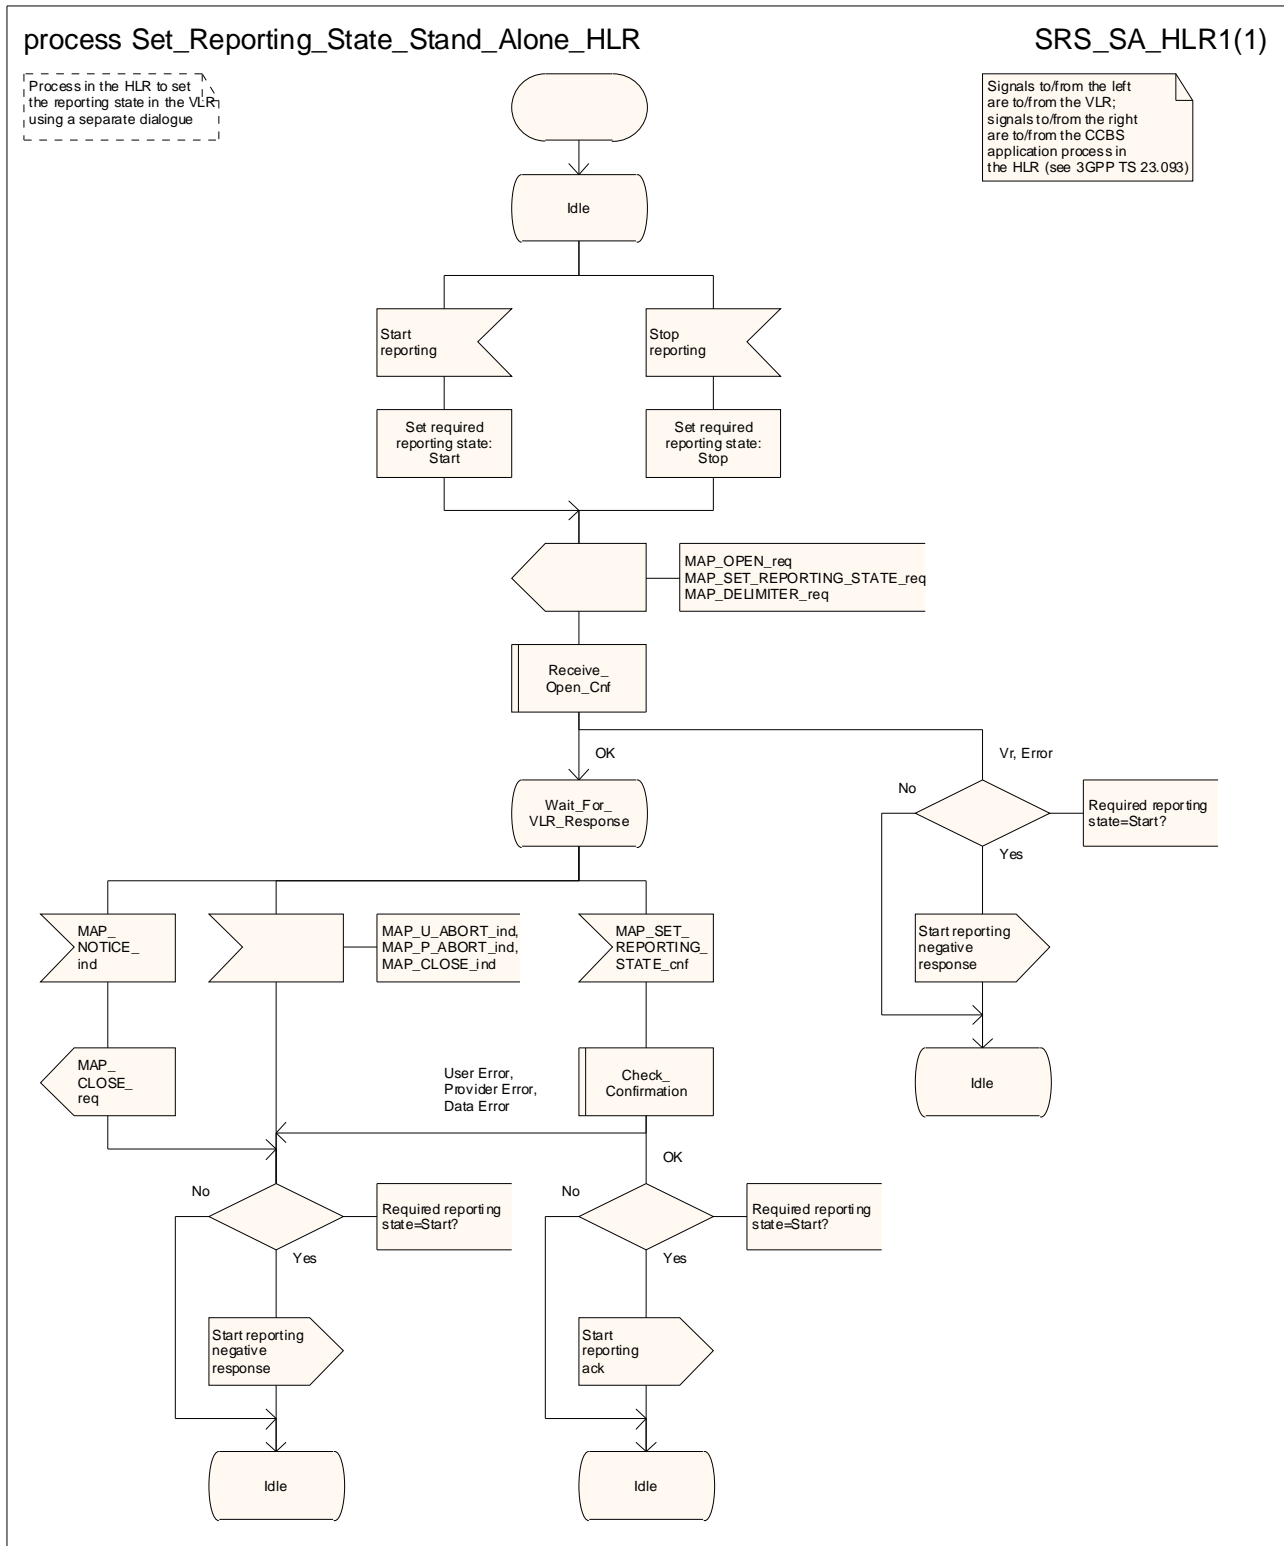 process Set_Reporting_State_Stand_Alone_HLR
SRS_SA_HLR1(1)
Process in the HLR to set
the reporting state in the VLR
using a separate dialogue
Signals to/from the left
are to/from the VLR;
signals to/from the right
are to/from the CCBS
application process in
the HLR (see 3GPP TS 23.093)
Idle
Start
reporting
Stop
reporting
Set required
reporting state:
Start
Set required
reporting state:
Stop
MAP_OPEN_req
MAP_SET_REPORTING_STATE_req
MAP_DELIMITER_req
Receive_
Open_Cnf
OK
Vr, Error
Wait_For_
VLR_Response
No
Required reporting
state=Start?
Yes
MAP_
NOTICE_
ind
MAP_U_ABORT_ind,
MAP_P_ABORT_ind,
MAP_CLOSE_ind
MAP_SET_
REPORTING_
STATE_cnf
Start reporting
negative
response
MAP_
CLOSE_
req
User Error,
Provider Error,
Data Error
Check_
Confirmation
Idle
OK
No
Required reporting
state=Start?
Yes
No
Required reporting
state=Start?
Yes
Start reporting
negative
response
Start
reporting
ack
Idle
Idle